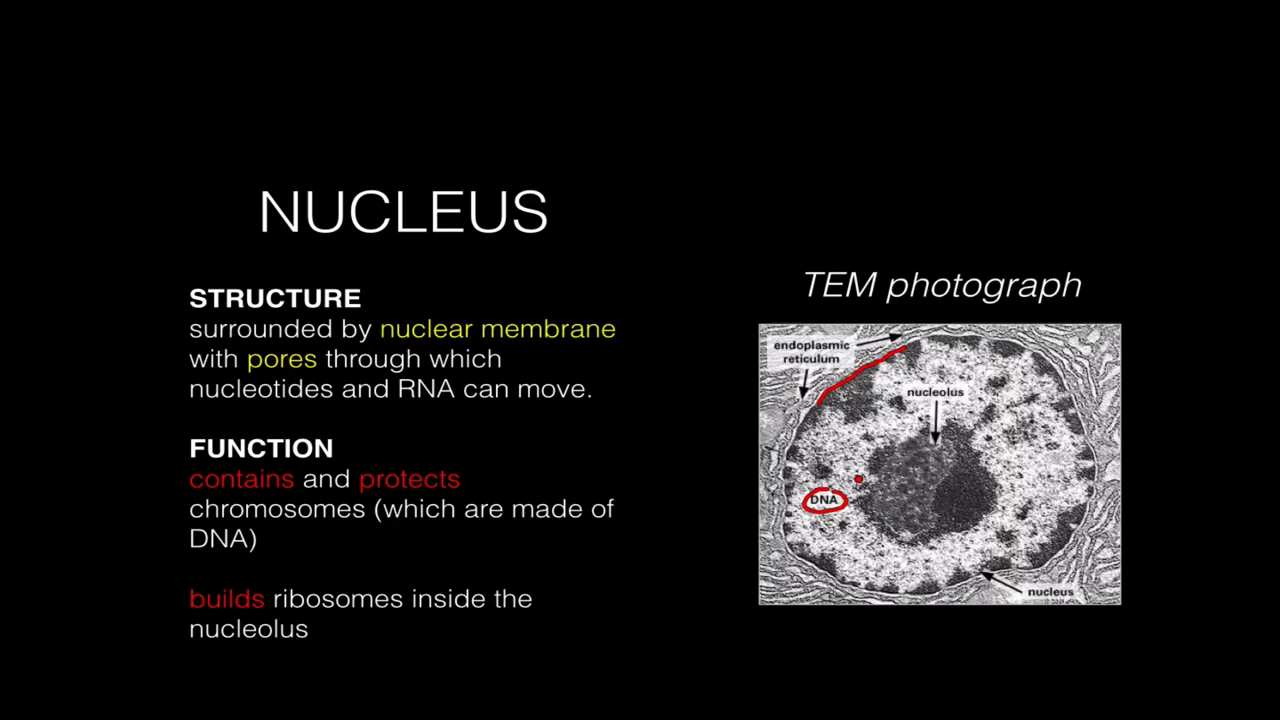 NUCLEUS
STRUCTURE
surrounded by nuclear membrane
with pores through which
nucleotides and RNA can move.
FUNCTION
contains and protects
chromosomes (which are made of
DNA)
builds ribosomes inside the
nucleolus
TEM photograph
endoplasmic
reticulum
nucleolus
DNA
nucleus